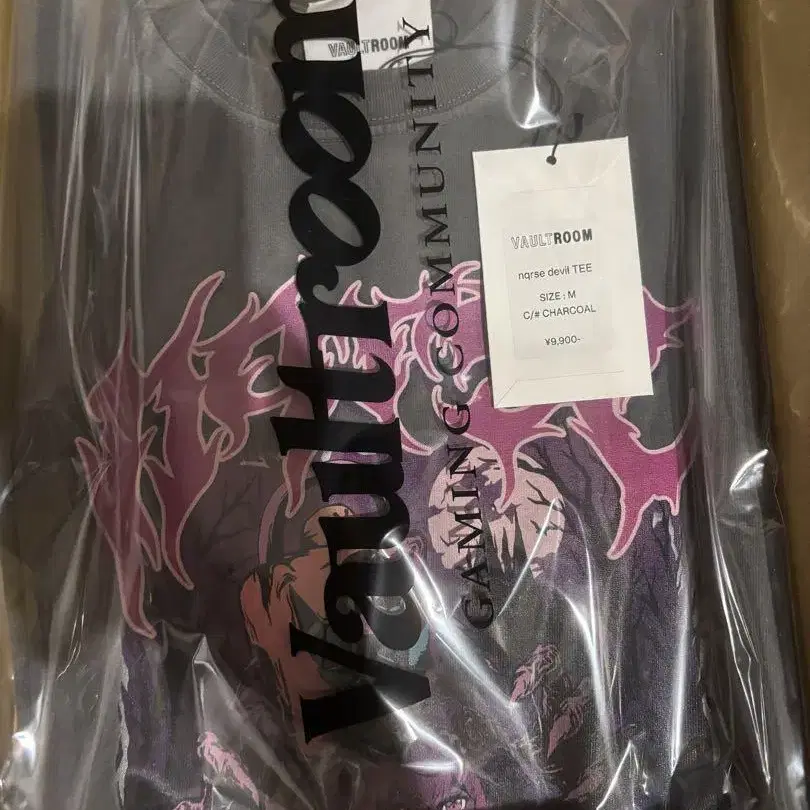 VAULTROOM
Vaultroom
GAMING COMMUNITY
VAULTROOM
nqrse devil TEE
SIZE : M
C/# CHARCOAL
¥9,900-